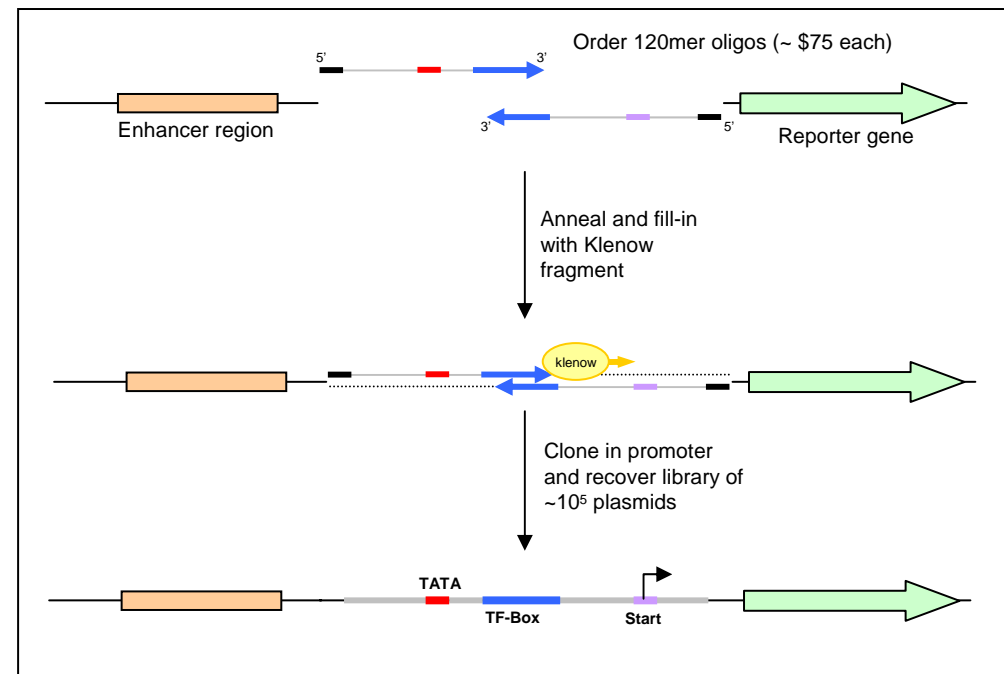 Order 120mer oligos (~ $75 each)
5’
3’
Enhancer region
3’
5’
Reporter gene
Anneal and fill-in
with Klenow
fragment
klenow
Clone in promoter
and recover library of
~10⁵ plasmids
TATA
TF-Box
Start